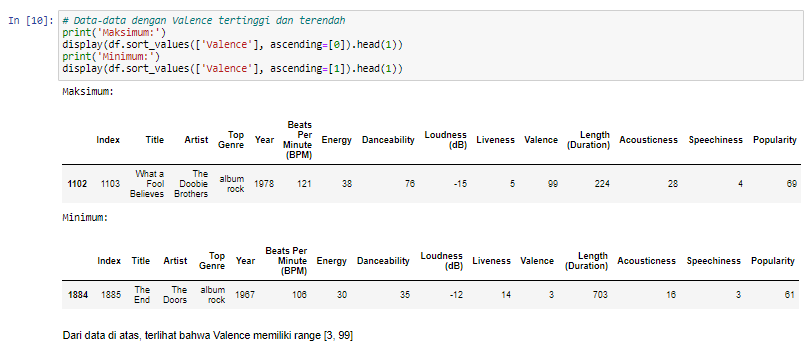 In [10]: # Data-data dengan Valence tertinggi dan terendah
print('Maksimum:')
display(df.sort_values(['Valence'], ascending=[0]).head(1))
print('Minimum:')
display(df.sort_values(['Valence'], ascending=[1]).head(1))
Maksimum:
Index Title Artist Top Genre Year Beats Per Minute (BPM) Energy Danceability Loudness (dB) Liveness Valence Length (Duration) Acousticness Speechiness Popularity
1102 1103 What a Fool Believes The Doobie Brothers album rock 1978 121 38 76 -15 5 99 224 28 4 69
Minimum:
Index Title Artist Top Genre Year Beats Per Minute (BPM) Energy Danceability Loudness (dB) Liveness Valence Length (Duration) Acousticness Speechiness Popularity
1884 1885 The End The Doors album rock 1967 106 30 35 -12 14 3 703 16 3 61
Dari data di atas, terlihat bahwa Valence memiliki range [3, 99]